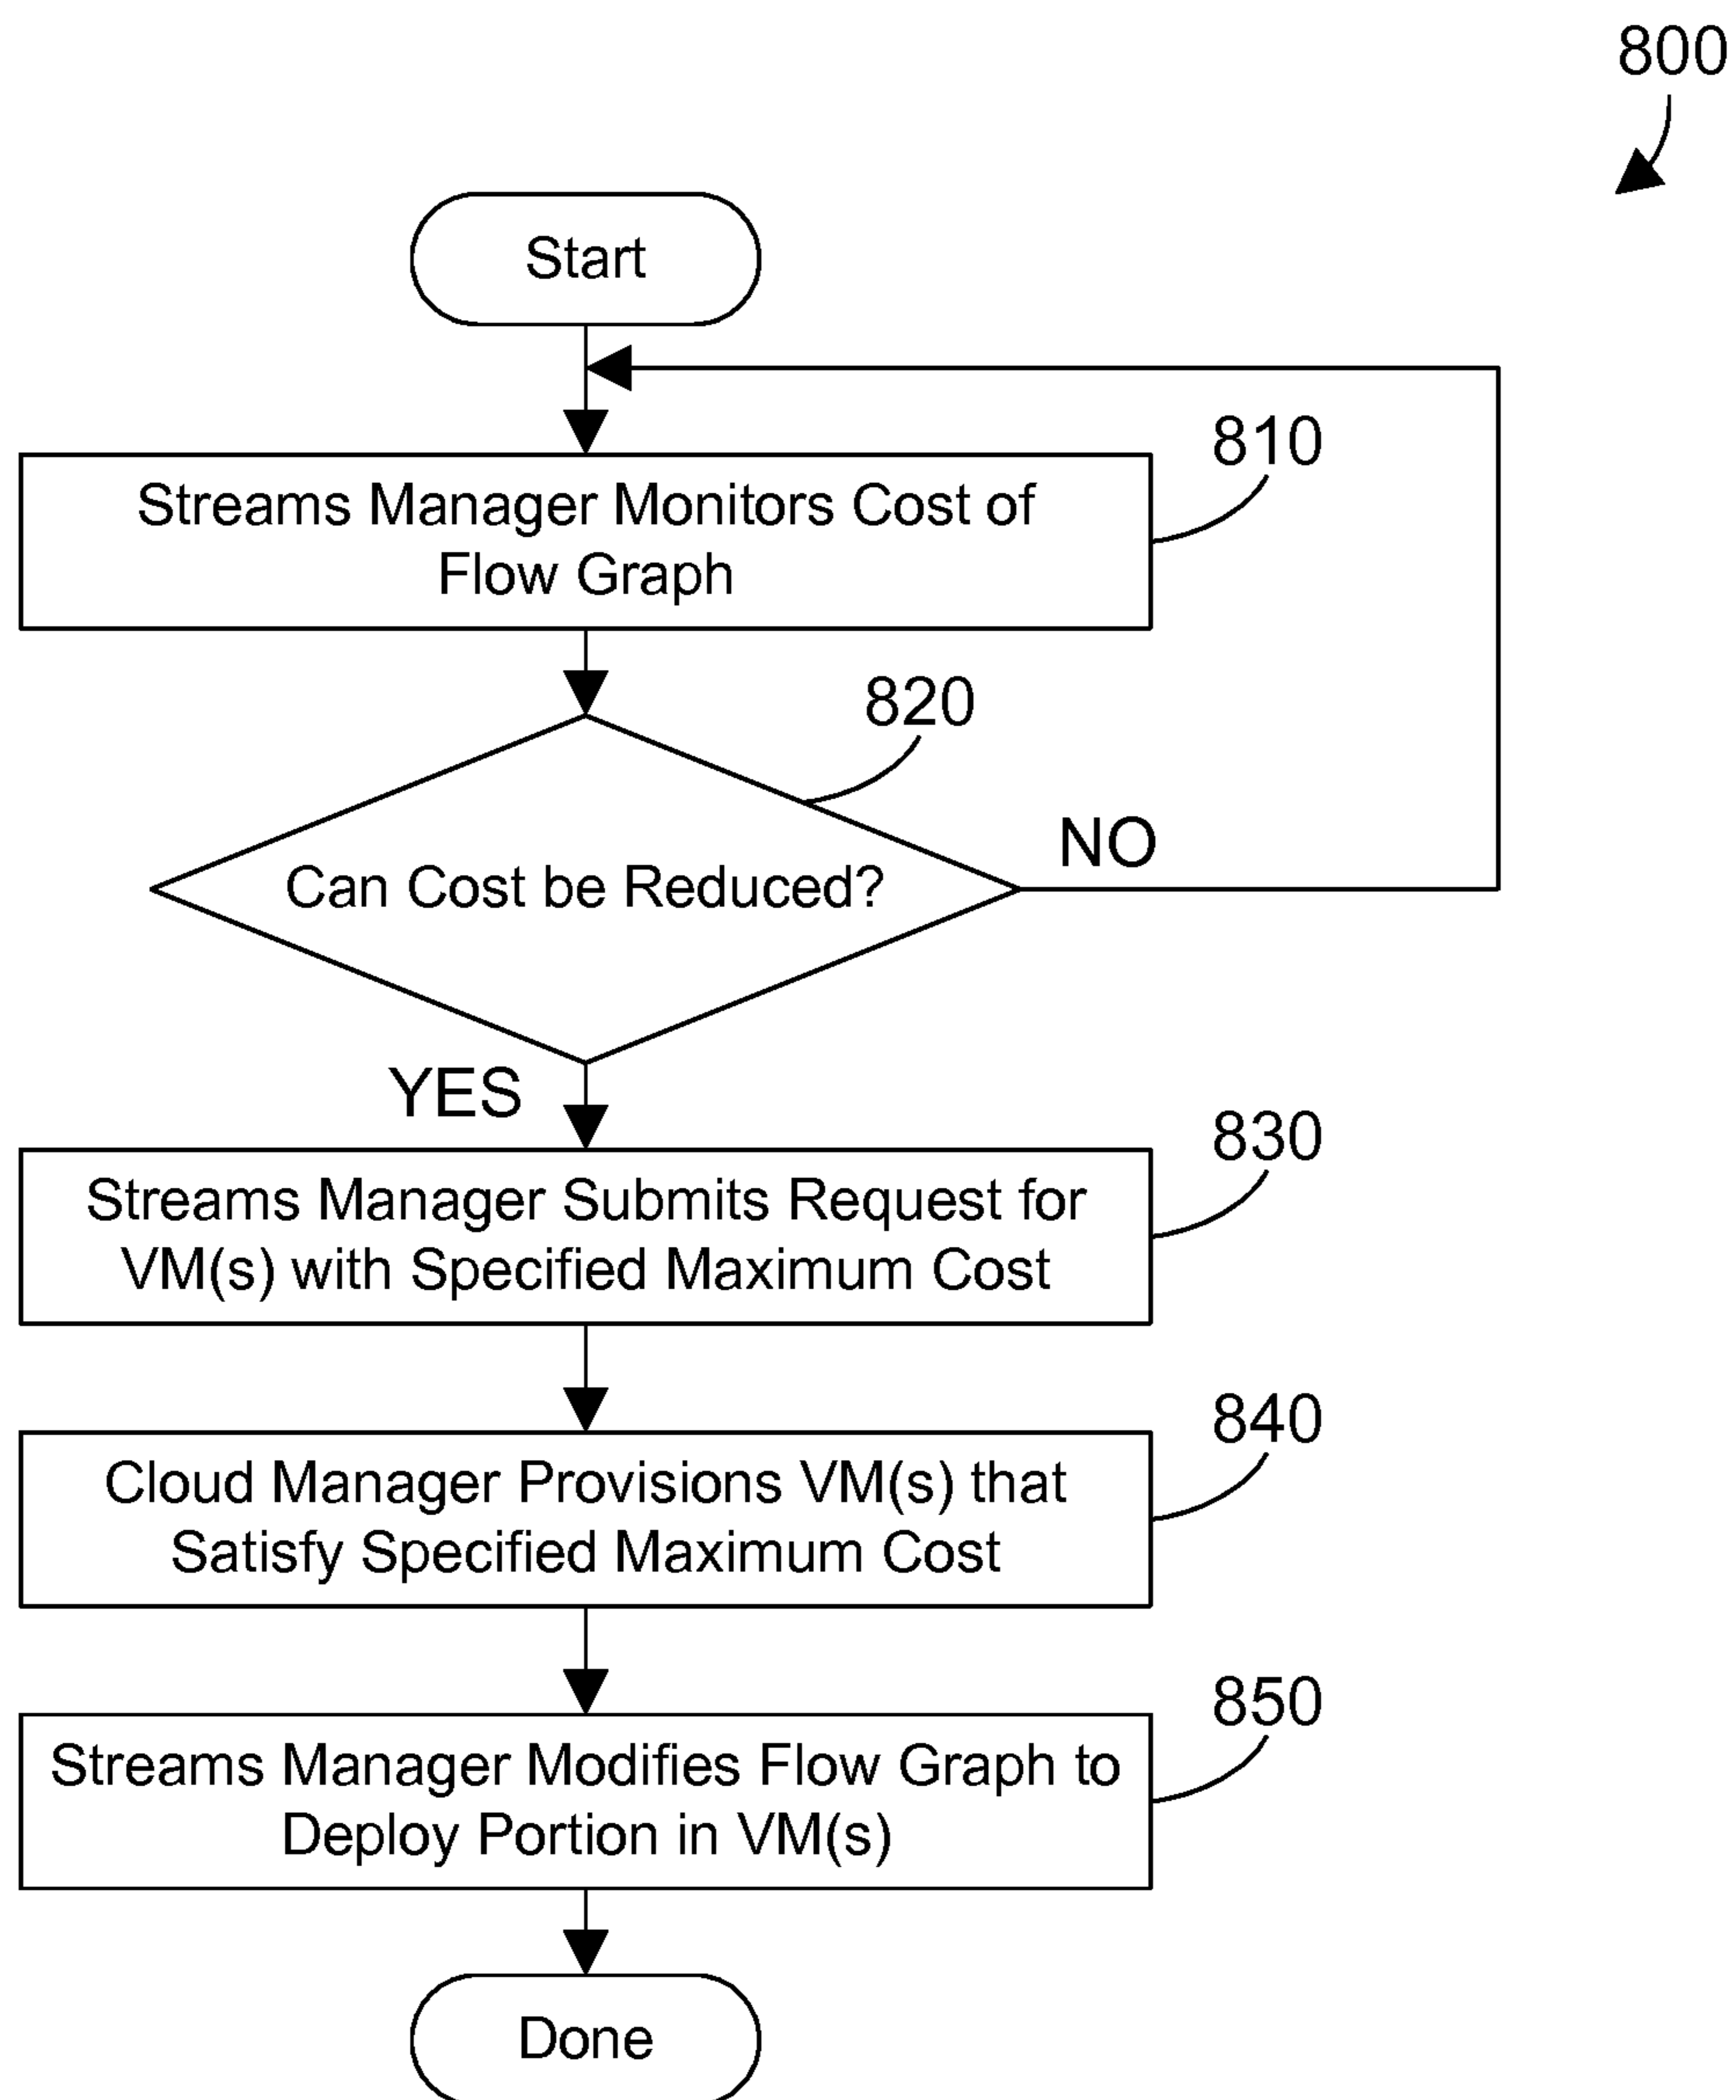 800
Start
810
Streams Manager Monitors Cost of
Flow Graph
820
Can Cost be Reduced?
NO
YES
830
Streams Manager Submits Request for
VM(s) with Specified Maximum Cost
840
Cloud Manager Provisions VM(s) that
Satisfy Specified Maximum Cost
850
Streams Manager Modifies Flow Graph to
Deploy Portion in VM(s)
Done